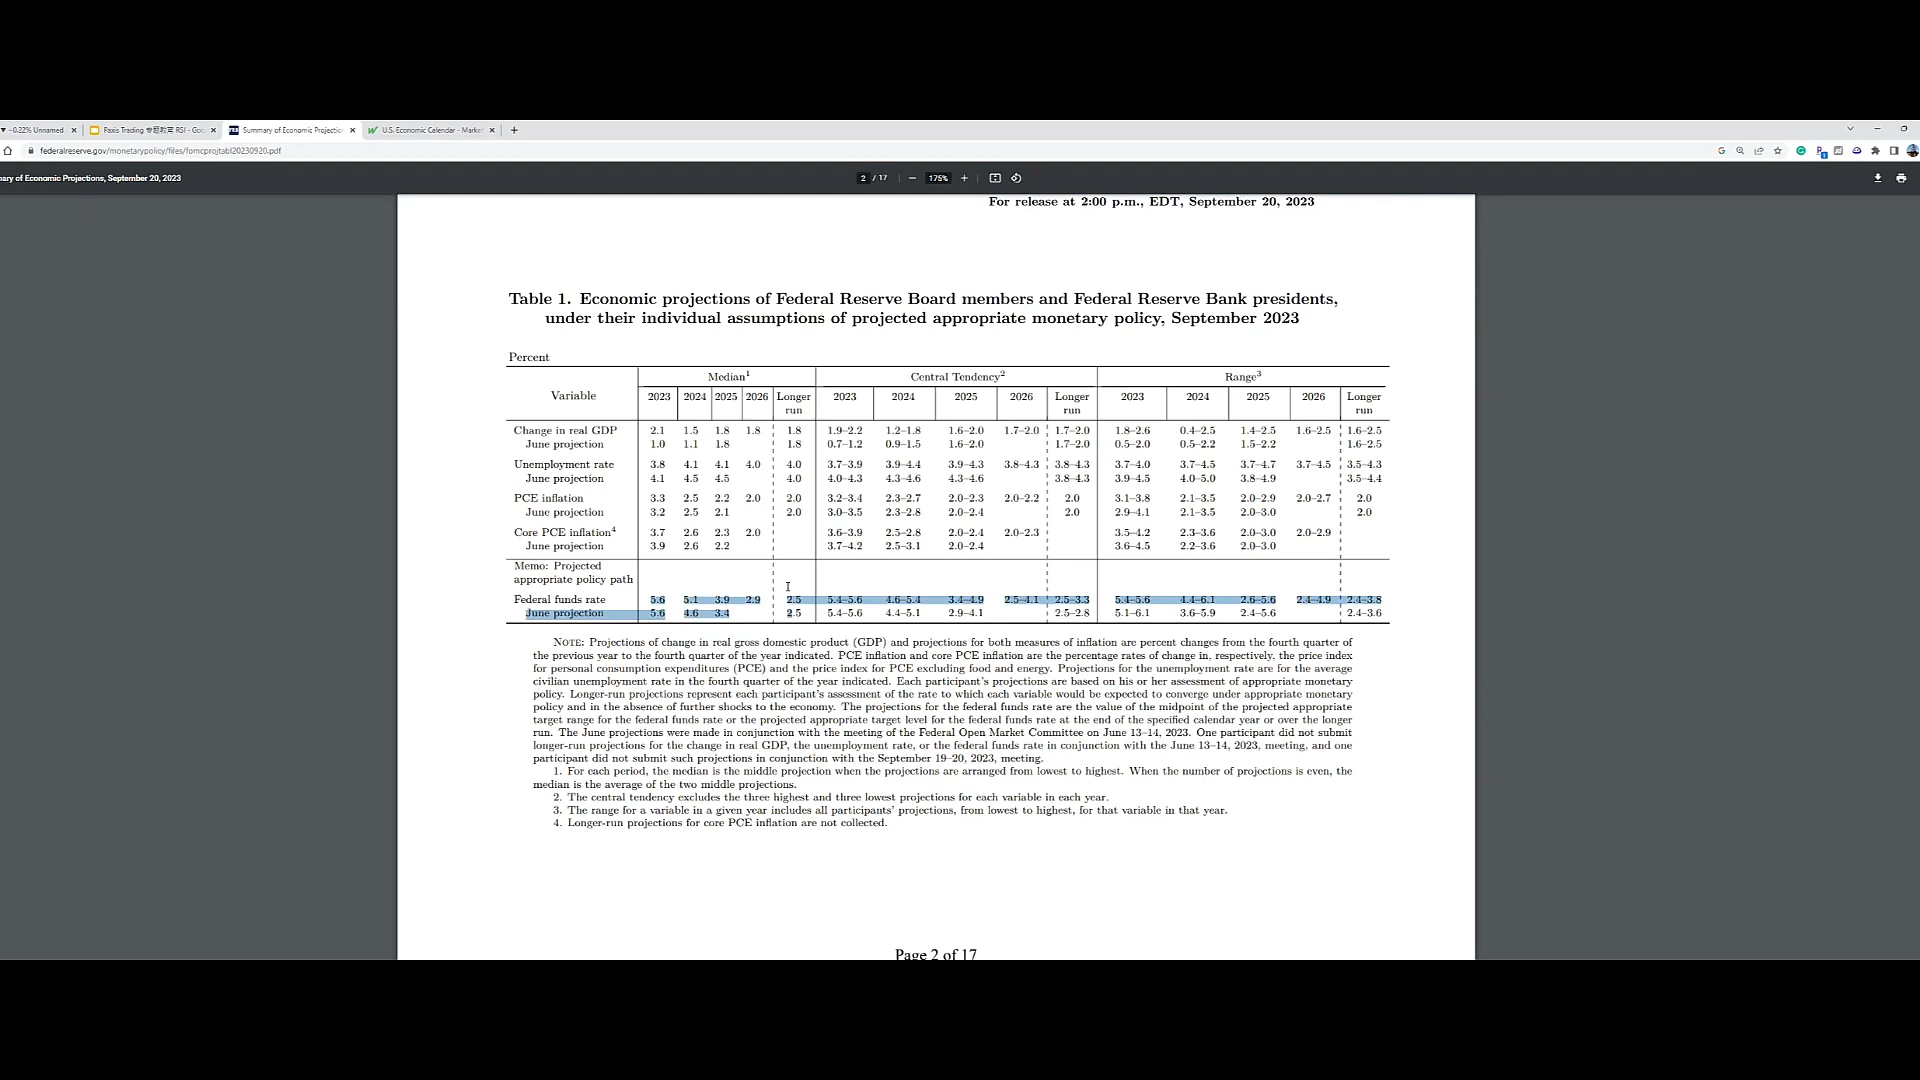 -0.22% Unnamed
Paxis Trading 专题教育 RSI - Goo
Summary of Economic Projection
U.S. Economic Calendar - Market
federalreserve.gov/monetarypolicy/files/fomcprojtabl20230920.pdf
mary of Economic Projections, September 20, 2023
2 / 17
175%
For release at 2:00 p.m., EDT, September 20, 2023
Table 1. Economic projections of Federal Reserve Board members and Federal Reserve Bank presidents,
under their individual assumptions of projected appropriate monetary policy, September 2023
Percent
Variable Median1 Central Tendency2 Range3
2023 2024 2025 2026 Longer run 2023 2024 2025 2026 Longer run 2023 2024 2025 2026 Longer run
Change in real GDP 2.1 1.5 1.8 1.8 1.8 1.9–2.2 1.2–1.8 1.6–2.0 1.7–2.0 1.7–2.0 1.8–2.6 0.4–2.5 1.4–2.5 1.6–2.5 1.6–2.5
June projection 1.0 1.1 1.8 1.8 0.7–1.2 0.9–1.5 1.6–2.0 1.7–2.0 0.5–2.0 0.5–2.2 1.5–2.2 1.6–2.5
Unemployment rate 3.8 4.1 4.1 4.0 4.0 3.7–3.9 3.9–4.4 3.9–4.3 3.8–4.3 3.8–4.3 3.7–4.0 3.7–4.5 3.7–4.7 3.7–4.5 3.5–4.3
June projection 4.1 4.5 4.5 4.0 4.0–4.3 4.3–4.6 4.3–4.6 3.8–4.3 3.9–4.5 4.0–5.0 3.8–4.9 3.5–4.4
PCE inflation 3.3 2.5 2.2 2.0 2.0 3.2–3.4 2.3–2.7 2.0–2.3 2.0–2.2 2.0 3.1–3.8 2.1–3.5 2.0–2.9 2.0–2.7 2.0
June projection 3.2 2.5 2.1 2.0 3.0–3.5 2.3–2.8 2.0–2.4 2.0 2.9–4.1 2.1–3.5 2.0–3.0 2.0
Core PCE inflation4 3.7 2.6 2.3 2.0 3.6–3.9 2.5–2.8 2.0–2.4 2.0–2.3 3.5–4.2 2.3–3.6 2.0–3.0 2.0–2.9
June projection 3.9 2.6 2.2 3.7–4.2 2.5–3.1 2.0–2.4 3.6–4.5 2.2–3.6 2.0–3.0
Memo: Projected
appropriate policy path
Federal funds rate 5.6 5.1 3.9 2.9 2.5 5.4–5.6 4.6–5.4 3.4–4.9 2.5–4.1 2.5–3.3 5.4–5.6 4.4–6.1 2.6–5.6 2.4–4.9 2.4–3.8
June projection 5.6 4.6 3.4 2.5 5.4–5.6 4.4–5.1 2.9–4.1 2.5–2.8 5.1–6.1 3.6–5.9 2.4–5.6 2.4–3.6
NOTE: Projections of change in real gross domestic product (GDP) and projections for both measures of inflation are percent changes from the fourth quarter of
the previous year to the fourth quarter of the year indicated. PCE inflation and core PCE inflation are the percentage rates of change in, respectively, the price index
for personal consumption expenditures (PCE) and the price index for PCE excluding food and energy. Projections for the unemployment rate are for the average
civilian unemployment rate in the fourth quarter of the year indicated. Each participant's projections are based on his or her assessment of appropriate monetary
policy. Longer-run projections represent each participant's assessment of the rate to which each variable would be expected to converge under appropriate monetary
policy and in the absence of further shocks to the economy. The projections for the federal funds rate are the value of the midpoint of the projected appropriate
target range for the federal funds rate or the projected appropriate target level for the federal funds rate at the end of the specified calendar year or over the longer
run. The June projections were made in conjunction with the meeting of the Federal Open Market Committee on June 13–14, 2023. One participant did not submit
longer-run projections for the change in real GDP, the unemployment rate, or the federal funds rate in conjunction with the June 13–14, 2023, meeting, and one
participant did not submit such projections in conjunction with the September 19–20, 2023, meeting.
1. For each period, the median is the middle projection when the projections are arranged from lowest to highest. When the number of projections is even, the
median is the average of the two middle projections.
2. The central tendency excludes the three highest and three lowest projections for each variable in each year.
3. The range for a variable in a given year includes all participants' projections, from lowest to highest, for that variable in that year.
4. Longer-run projections for core PCE inflation are not collected.
Page 2 of 17